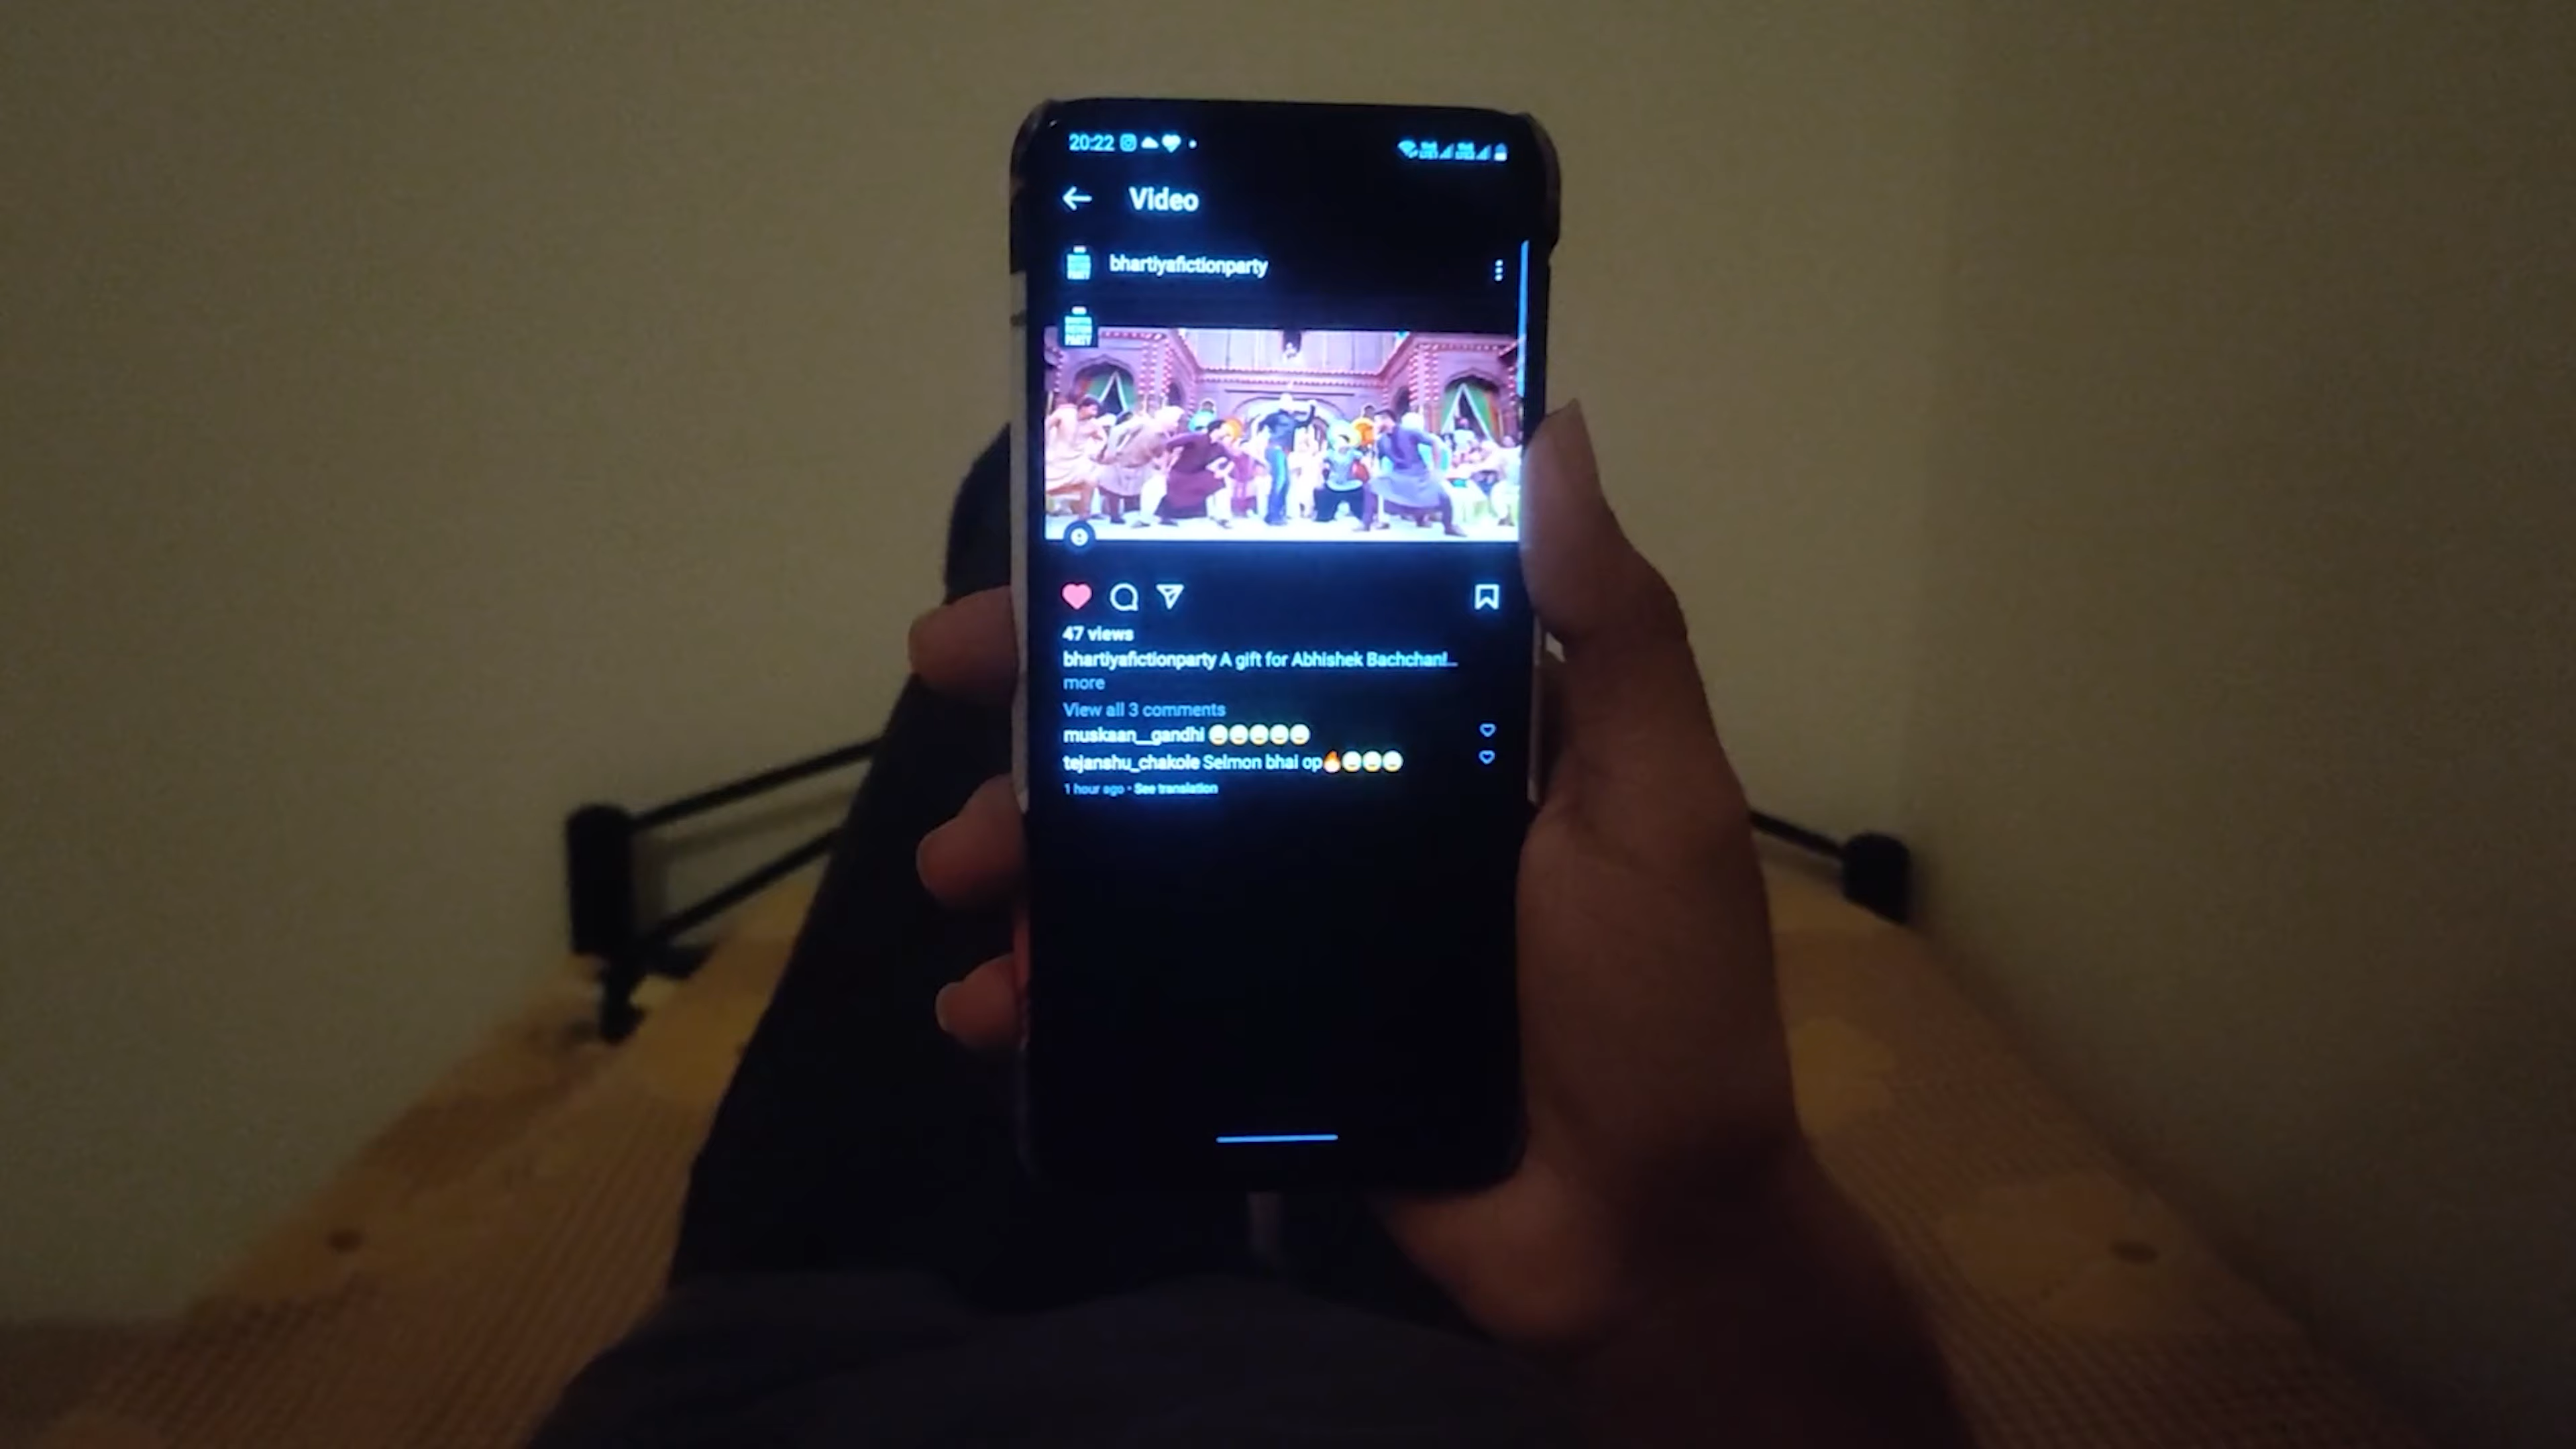 20:22
Video
bhartiyafictionparty
PARTY
47 views
bhartiyafictionparty A gift for Abhishek Bachchan!...
more
View all 3 comments
muskaan__gandhi 😂😂😂😂😂
tejanshu_chakole Selmon bhai op🔥😂😂😂
1 hour ago · See translation